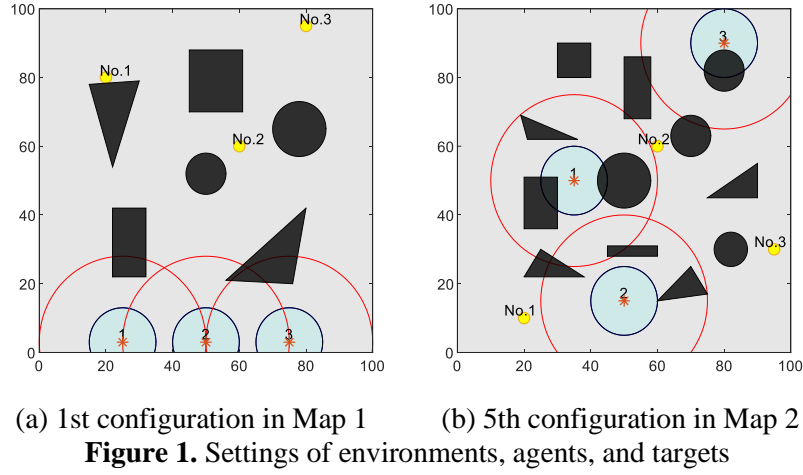 100
80
60
40
20
0
0 20 40 60 80 100
No.1
No.2
No.3
1 2 3
100
80
60
40
20
0
0 20 40 60 80 100
3
No.2
1
No.3
2
No.1
(a) 1st configuration in Map 1 (b) 5th configuration in Map 2
Figure 1. Settings of environments, agents, and targets